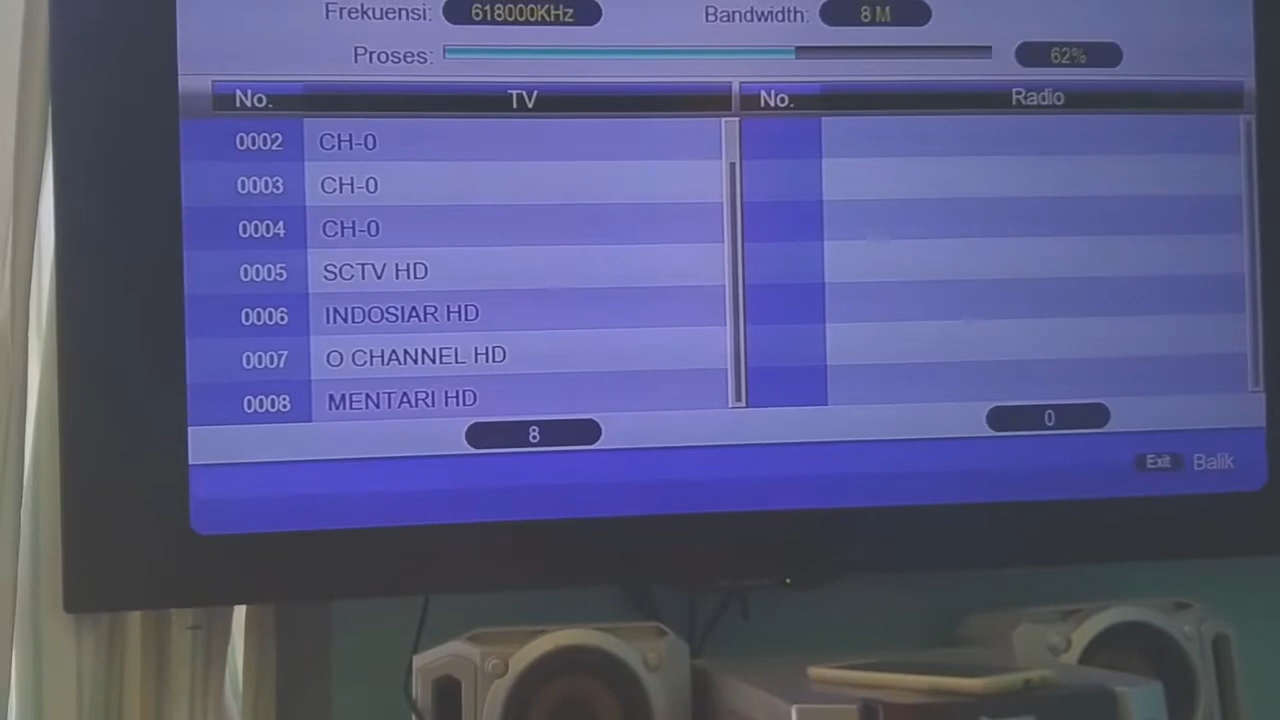 Frekuensi: 618000KHz Bandwidth: 8 M
Proses: 62%
No. TV No. Radio
0002 CH-0
0003 CH-0
0004 CH-0
0005 SCTV HD
0006 INDOSIAR HD
0007 O CHANNEL HD
0008 MENTARI HD
8 0
Exit Balik